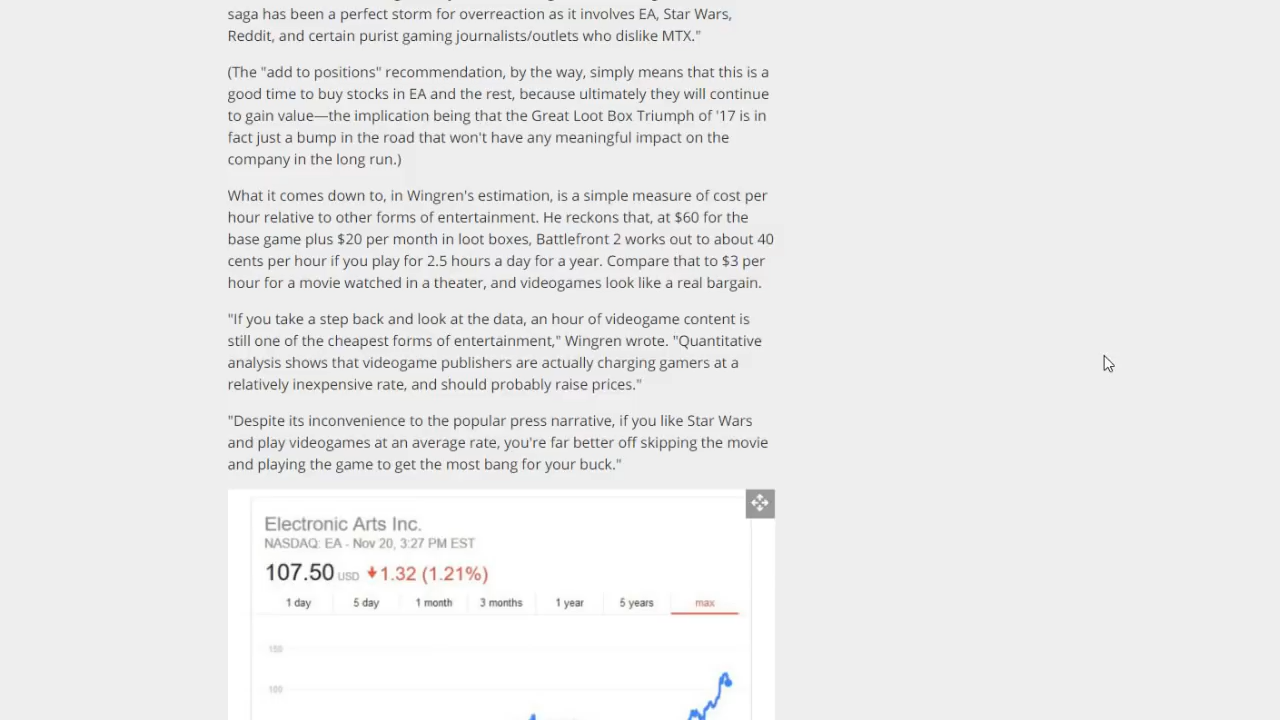 saga has been a perfect storm for overreaction as it involves EA, Star Wars,
Reddit, and certain purist gaming journalists/outlets who dislike MTX."
(The "add to positions" recommendation, by the way, simply means that this is a
good time to buy stocks in EA and the rest, because ultimately they will continue
to gain value—the implication being that the Great Loot Box Triumph of '17 is in
fact just a bump in the road that won't have any meaningful impact on the
company in the long run.)
What it comes down to, in Wingren's estimation, is a simple measure of cost per
hour relative to other forms of entertainment. He reckons that, at $60 for the
base game plus $20 per month in loot boxes, Battlefront 2 works out to about 40
cents per hour if you play for 2.5 hours a day for a year. Compare that to $3 per
hour for a movie watched in a theater, and videogames look like a real bargain.
"If you take a step back and look at the data, an hour of videogame content is
still one of the cheapest forms of entertainment," Wingren wrote. "Quantitative
analysis shows that videogame publishers are actually charging gamers at a
relatively inexpensive rate, and should probably raise prices."
"Despite its inconvenience to the popular press narrative, if you like Star Wars
and play videogames at an average rate, you're far better off skipping the movie
and playing the game to get the most bang for your buck."
Electronic Arts Inc.
NASDAQ: EA - Nov 20, 3:27 PM EST
107.50 USD 1.32 (1.21%)
1 day 5 day 1 month 3 months 1 year 5 years max
150
100